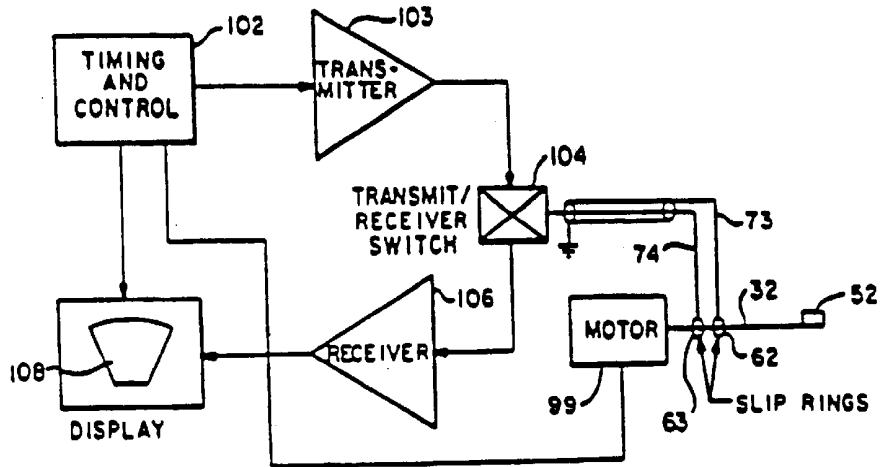 102
TIMING
AND
CONTROL
103
TRANS-
MITTER
104
TRANSMIT/
RECEIVER
SWITCH
73
74
106
RECEIVER
108
DISPLAY
MOTOR
99
32
52
62
63
SLIP RINGS